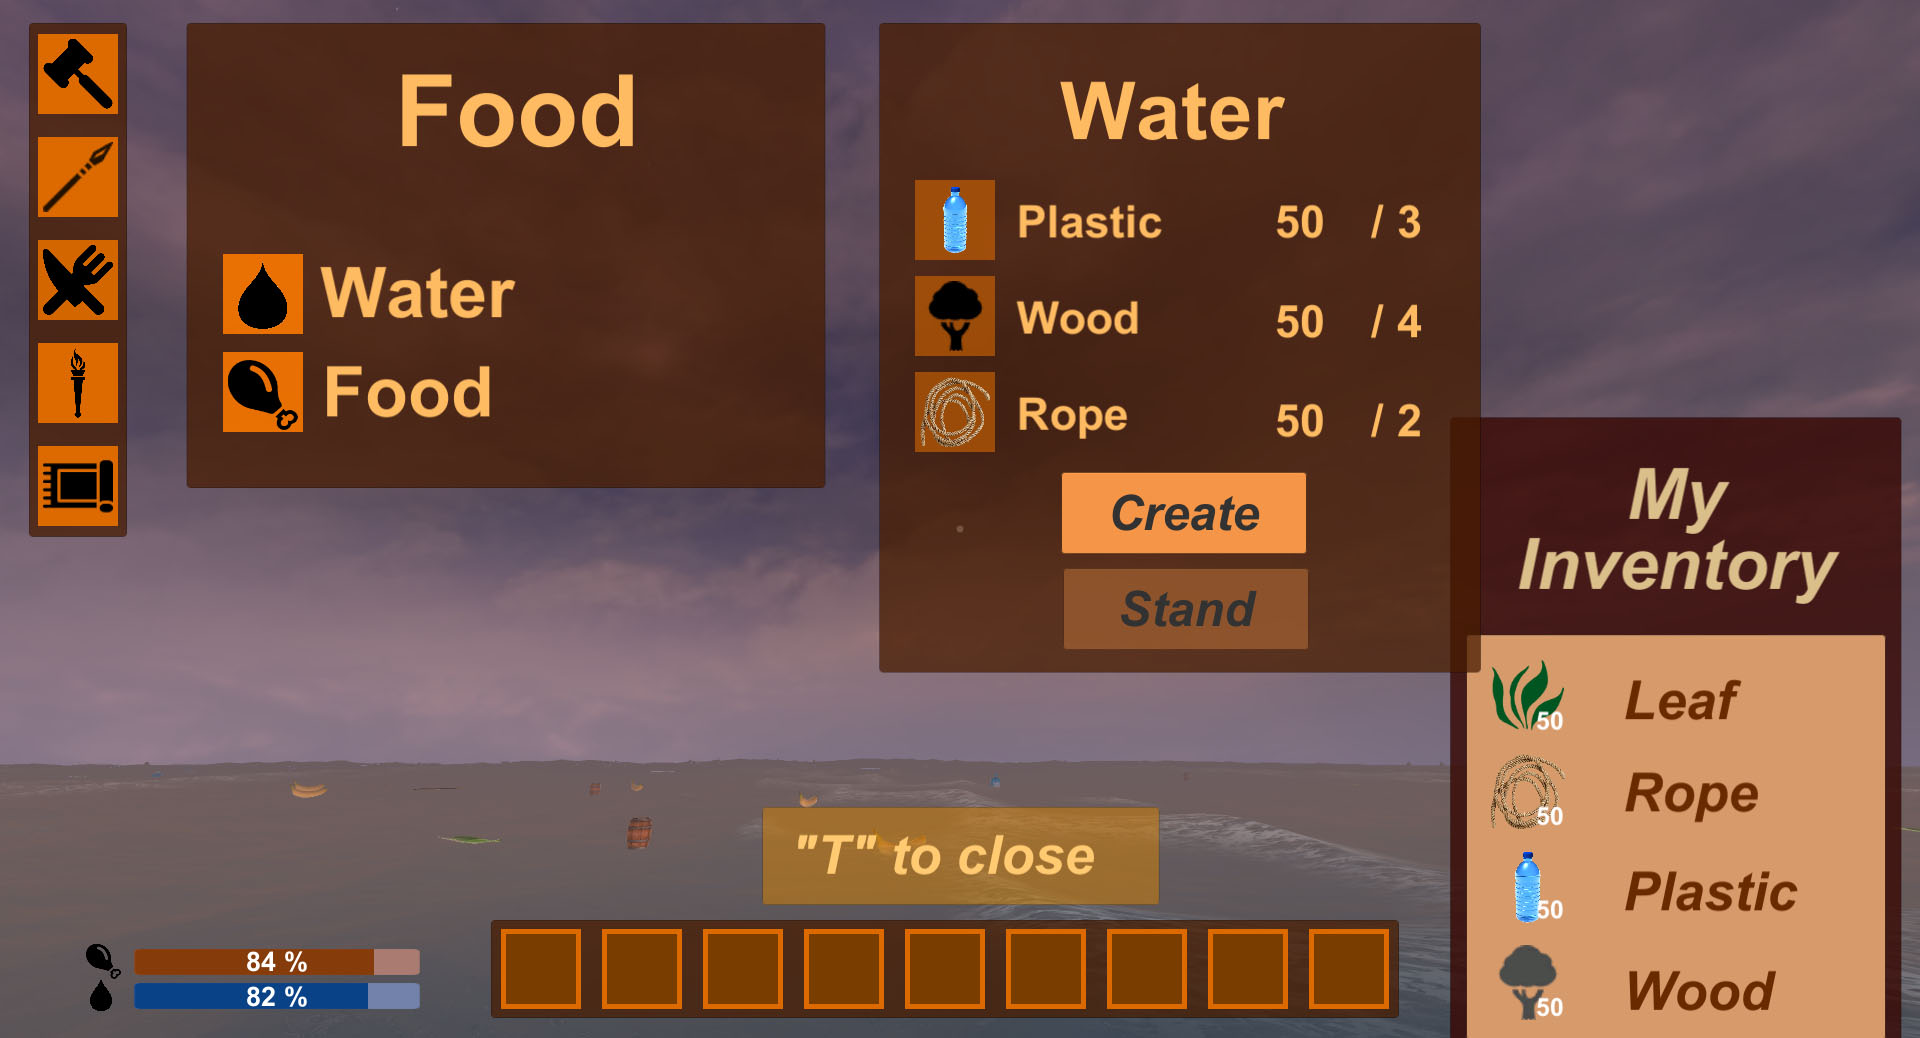 Food
Water
Food
Water
Plastic 50 / 3
Wood 50 / 4
Rope 50 / 2
Create
Stand
My
Inventory
50 Leaf
50 Rope
50 Plastic
50 Wood
"T" to close
84 %
82 %